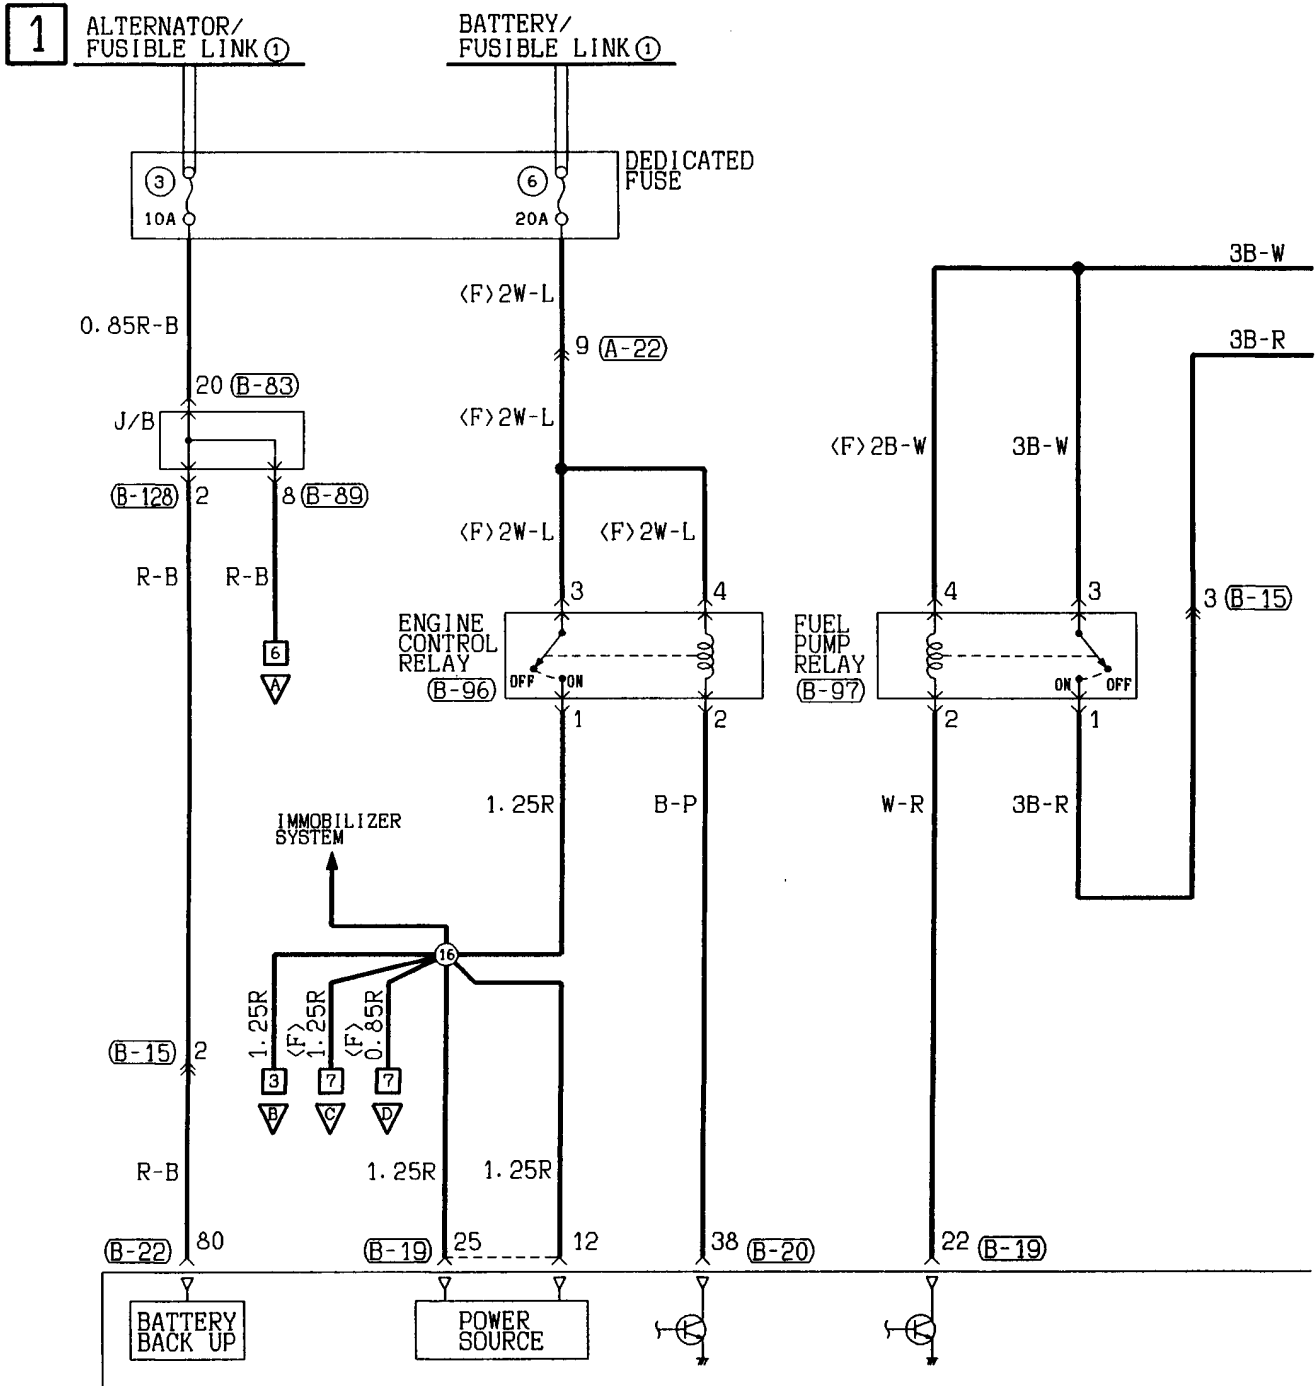 1
ALTERNATOR/
FUSIBLE LINK ①
BATTERY/
FUSIBLE LINK ①
DEDICATED
FUSE
③
10A
⑥
20A
3B-W
<F>2W-L
0.85R-B
3B-R
9 (A-22)
20 (B-83)
J/B
<F>2W-L
<F>2B-W
3B-W
(B-128) 2
8 (B-89)
<F>2W-L
<F>2W-L
R-B
R-B
3
4
4
3
3 (B-15)
ENGINE
CONTROL
RELAY
(B-96)
OFF
ON
FUEL
PUMP
RELAY
(B-97)
ON
OFF
6
A
1
2
2
1
1.25R
B-P
W-R
3B-R
IMMOBILIZER
SYSTEM
16
1.25R
<F>
1.25R
<F>
0.85R
(B-15) 2
3
7
7
B
C
D
R-B
1.25R
1.25R
(B-22) 80
(B-19) 25
12
38 (B-20)
22 (B-19)
BATTERY
BACK UP
POWER
SOURCE